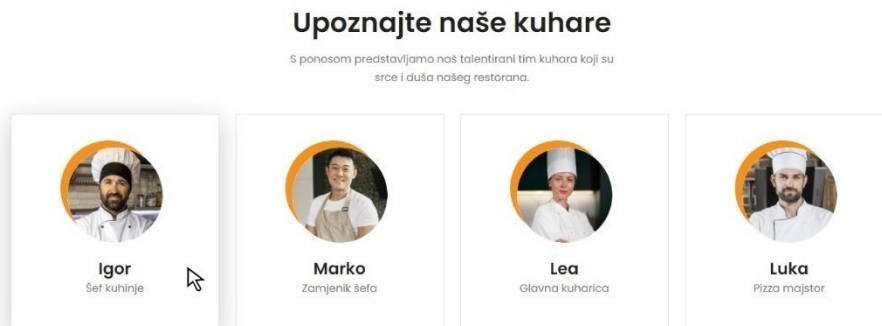 Upoznajte naše kuhare
S ponosom predstavljamo naš talentirani tim kuhara koji su
srce i duša našeg restorana.
Igor
Šef kuhinje
Marko
Zamjenik šefa
Lea
Glavna kuharica
Luka
Pizza majstor